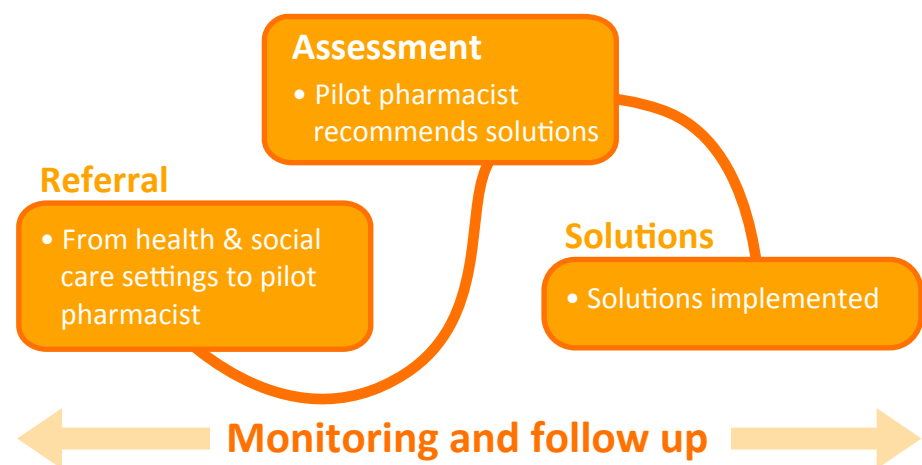 Referral
• From health & social
care settings to pilot
pharmacist
Assessment
• Pilot pharmacist
recommends solutions
Solutions
• Solutions implemented
Monitoring and follow up